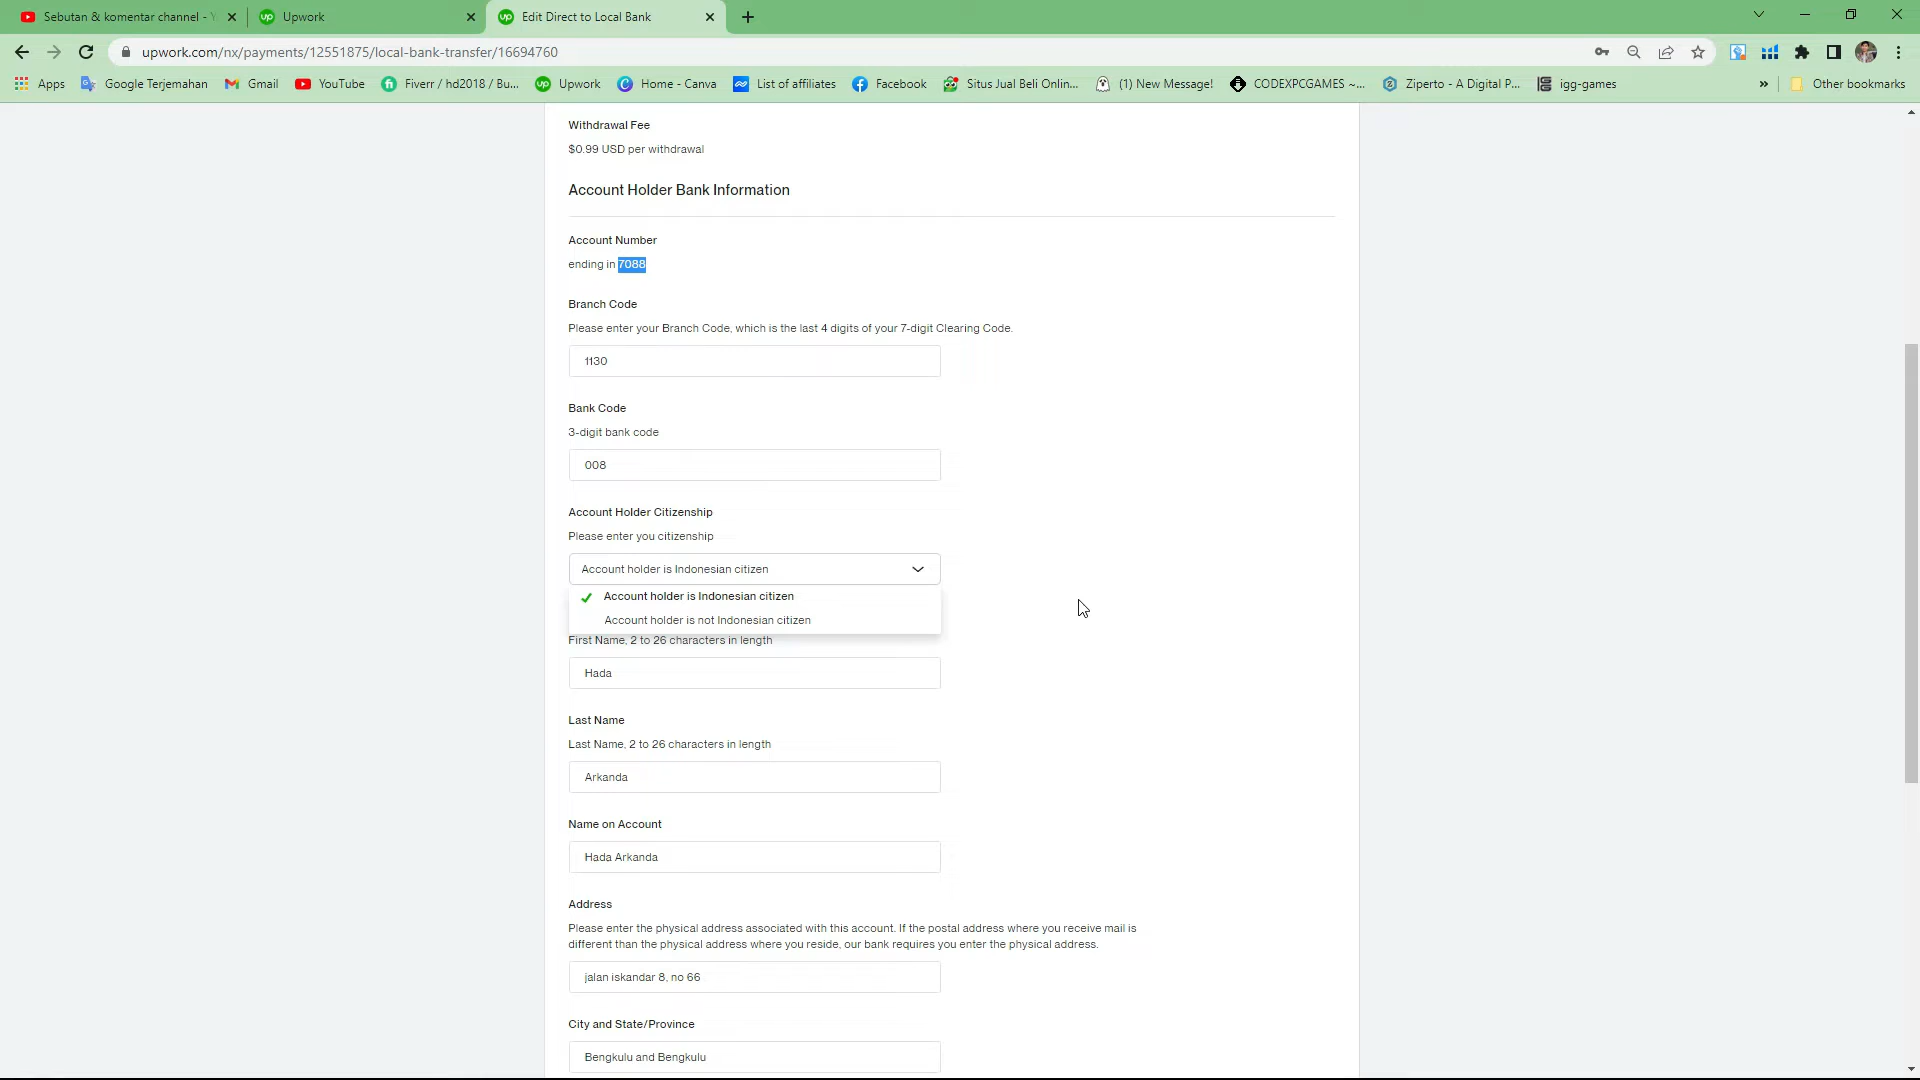 Sebutan & komentar channel - Y
Upwork
Edit Direct to Local Bank
upwork.com/nx/payments/12551875/local-bank-transfer/16694760
Apps
Google Terjemahan
Gmail
YouTube
Fiverr / hd2018 / Bu...
Upwork
Home - Canva
List of affiliates
Facebook
Situs Jual Beli Onlin...
(1) New Message!
CODEXPCGAMES ~...
Ziperto - A Digital P...
igg-games
»
Other bookmarks
Withdrawal Fee
$0.99 USD per withdrawal
Account Holder Bank Information
Account Number
ending in 7088
Branch Code
Please enter your Branch Code, which is the last 4 digits of your 7-digit Clearing Code.
1130
Bank Code
3-digit bank code
008
Account Holder Citizenship
Please enter you citizenship
Account holder is Indonesian citizen
Account holder is Indonesian citizen
Account holder is not Indonesian citizen
First Name, 2 to 26 characters in length
Hada
Last Name
Last Name, 2 to 26 characters in length
Arkanda
Name on Account
Hada Arkanda
Address
Please enter the physical address associated with this account. If the postal address where you receive mail is
different than the physical address where you reside, our bank requires you enter the physical address.
jalan iskandar 8, no 66
City and State/Province
Bengkulu and Bengkulu